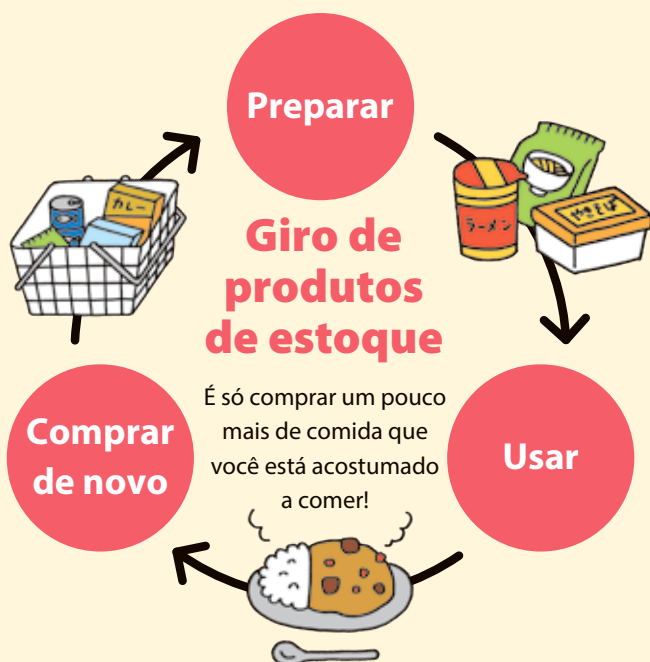 Preparar
カレー
ラーメン
やきそば
Giro de
produtos
de estoque
É só comprar um pouco
mais de comida que
você está acostumado
a comer!
Comprar
de novo
Usar